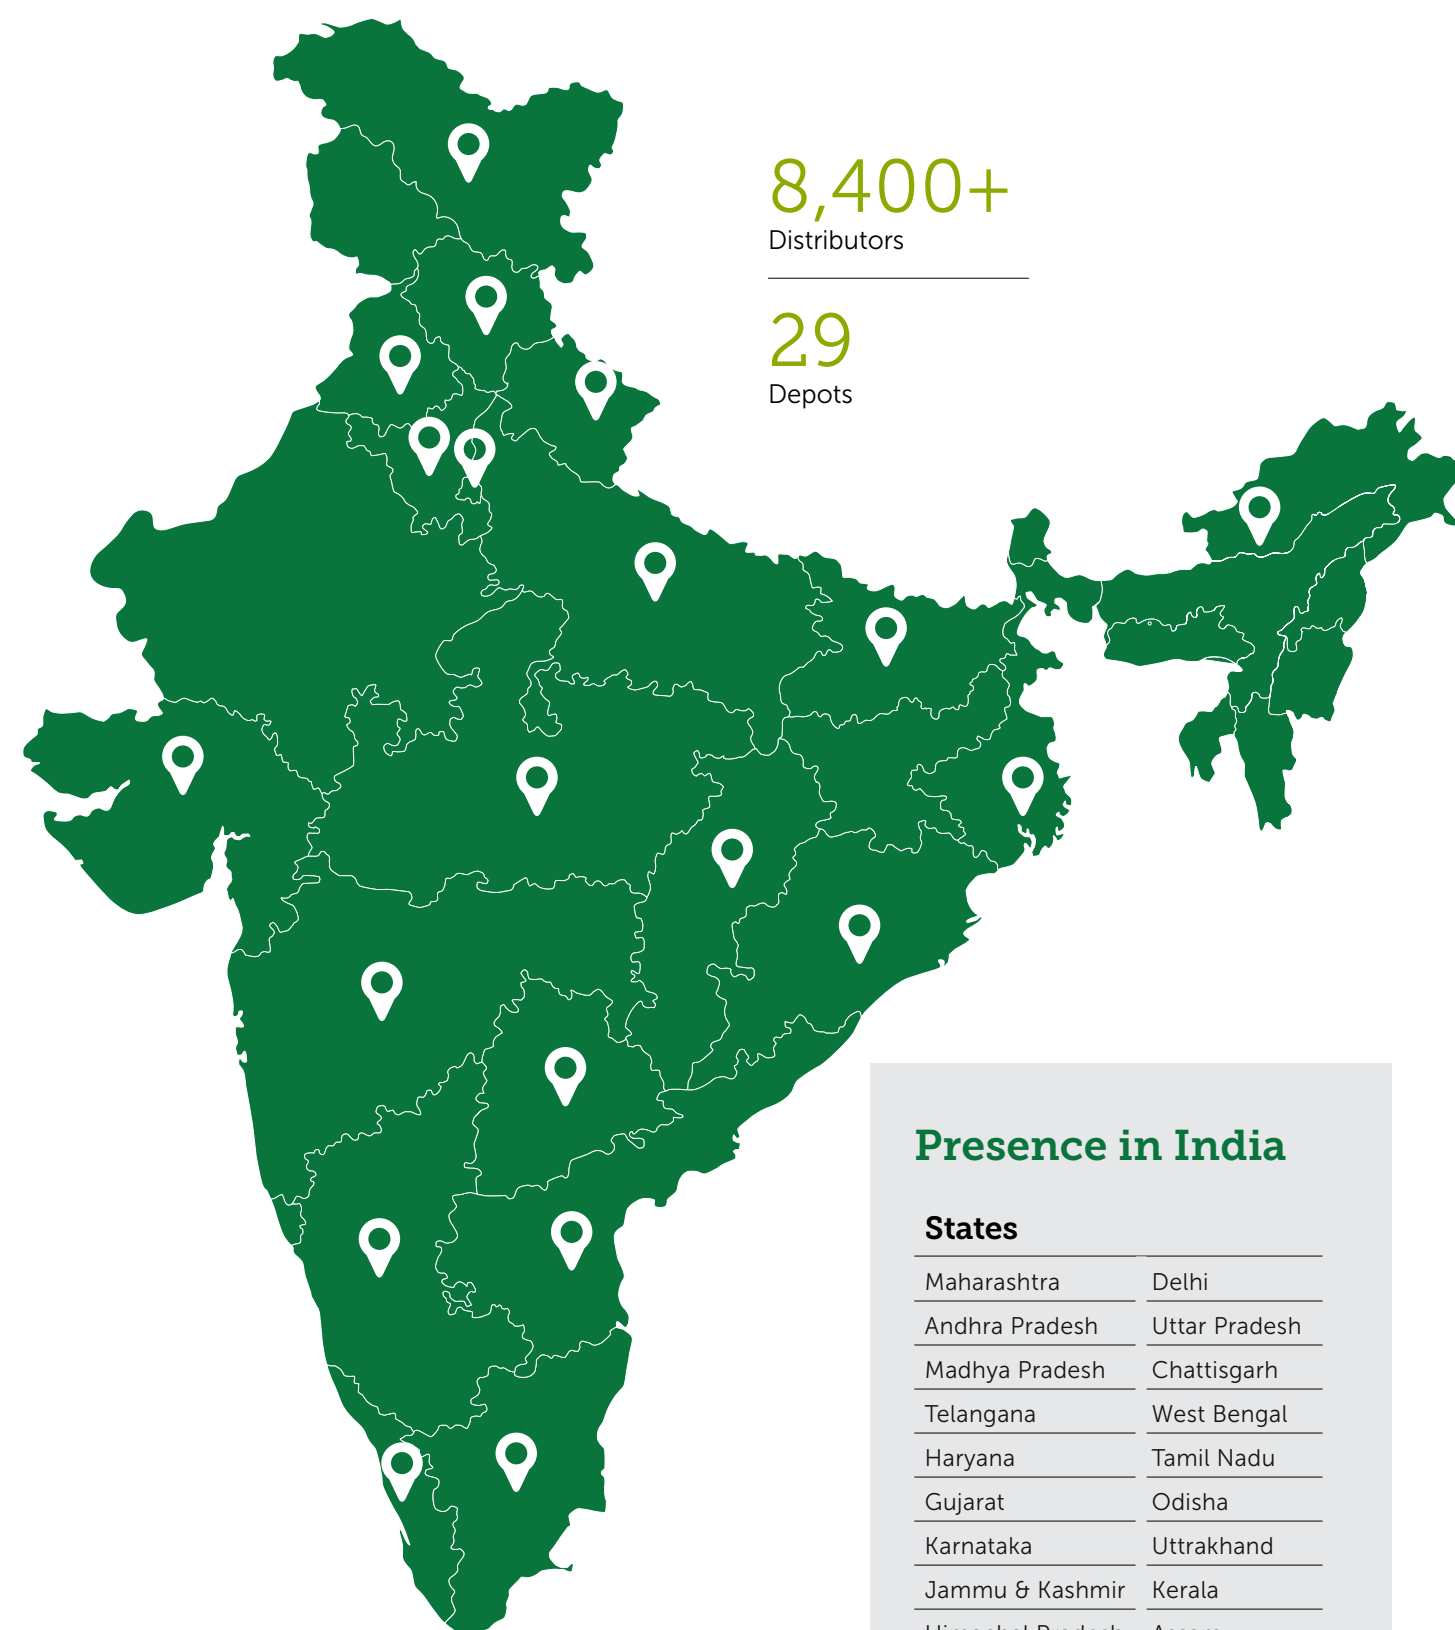 8,400+
Distributors
29
Depots
Presence in India
States
Maharashtra Delhi
Andhra Pradesh Uttar Pradesh
Madhya Pradesh Chattisgarh
Telangana West Bengal
Haryana Tamil Nadu
Gujarat Odisha
Karnataka Uttrakhand
Jammu & Kashmir Kerala